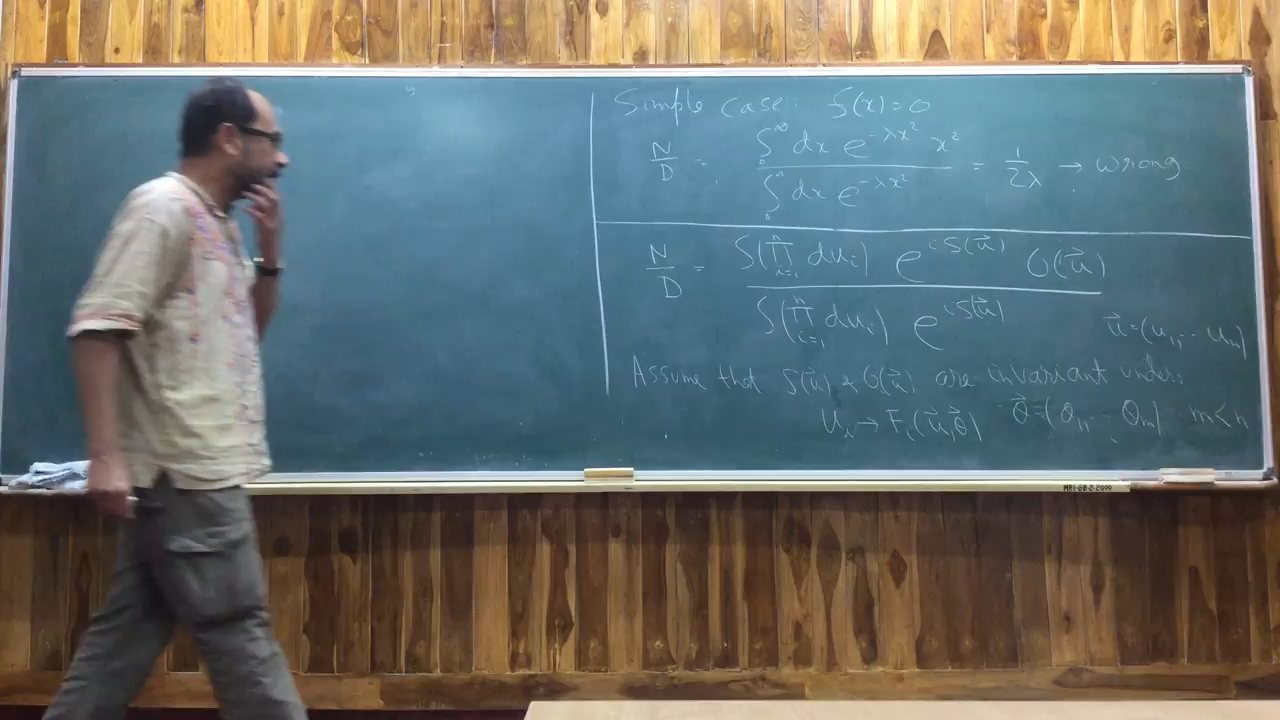 Simple case: f(x)=0
N/D = ∫₀^∞ dx e^{-λx²} x² / ∫₀^∞ dx e^{-λx²} = 1/2λ → wrong
N/D = ∫(∏_{i=1}^{n} du_i) e^{iS(u⃗)} O(u⃗) / ∫(∏_{i=1}^{n} du_i) e^{iS(u⃗)}
u⃗=(u₁,..u_n)
Assume that S(u⃗) & O(u⃗) are invariant under:
u_i → F_i(u⃗,θ⃗) θ⃗=(θ₁,..θ_m) m<n